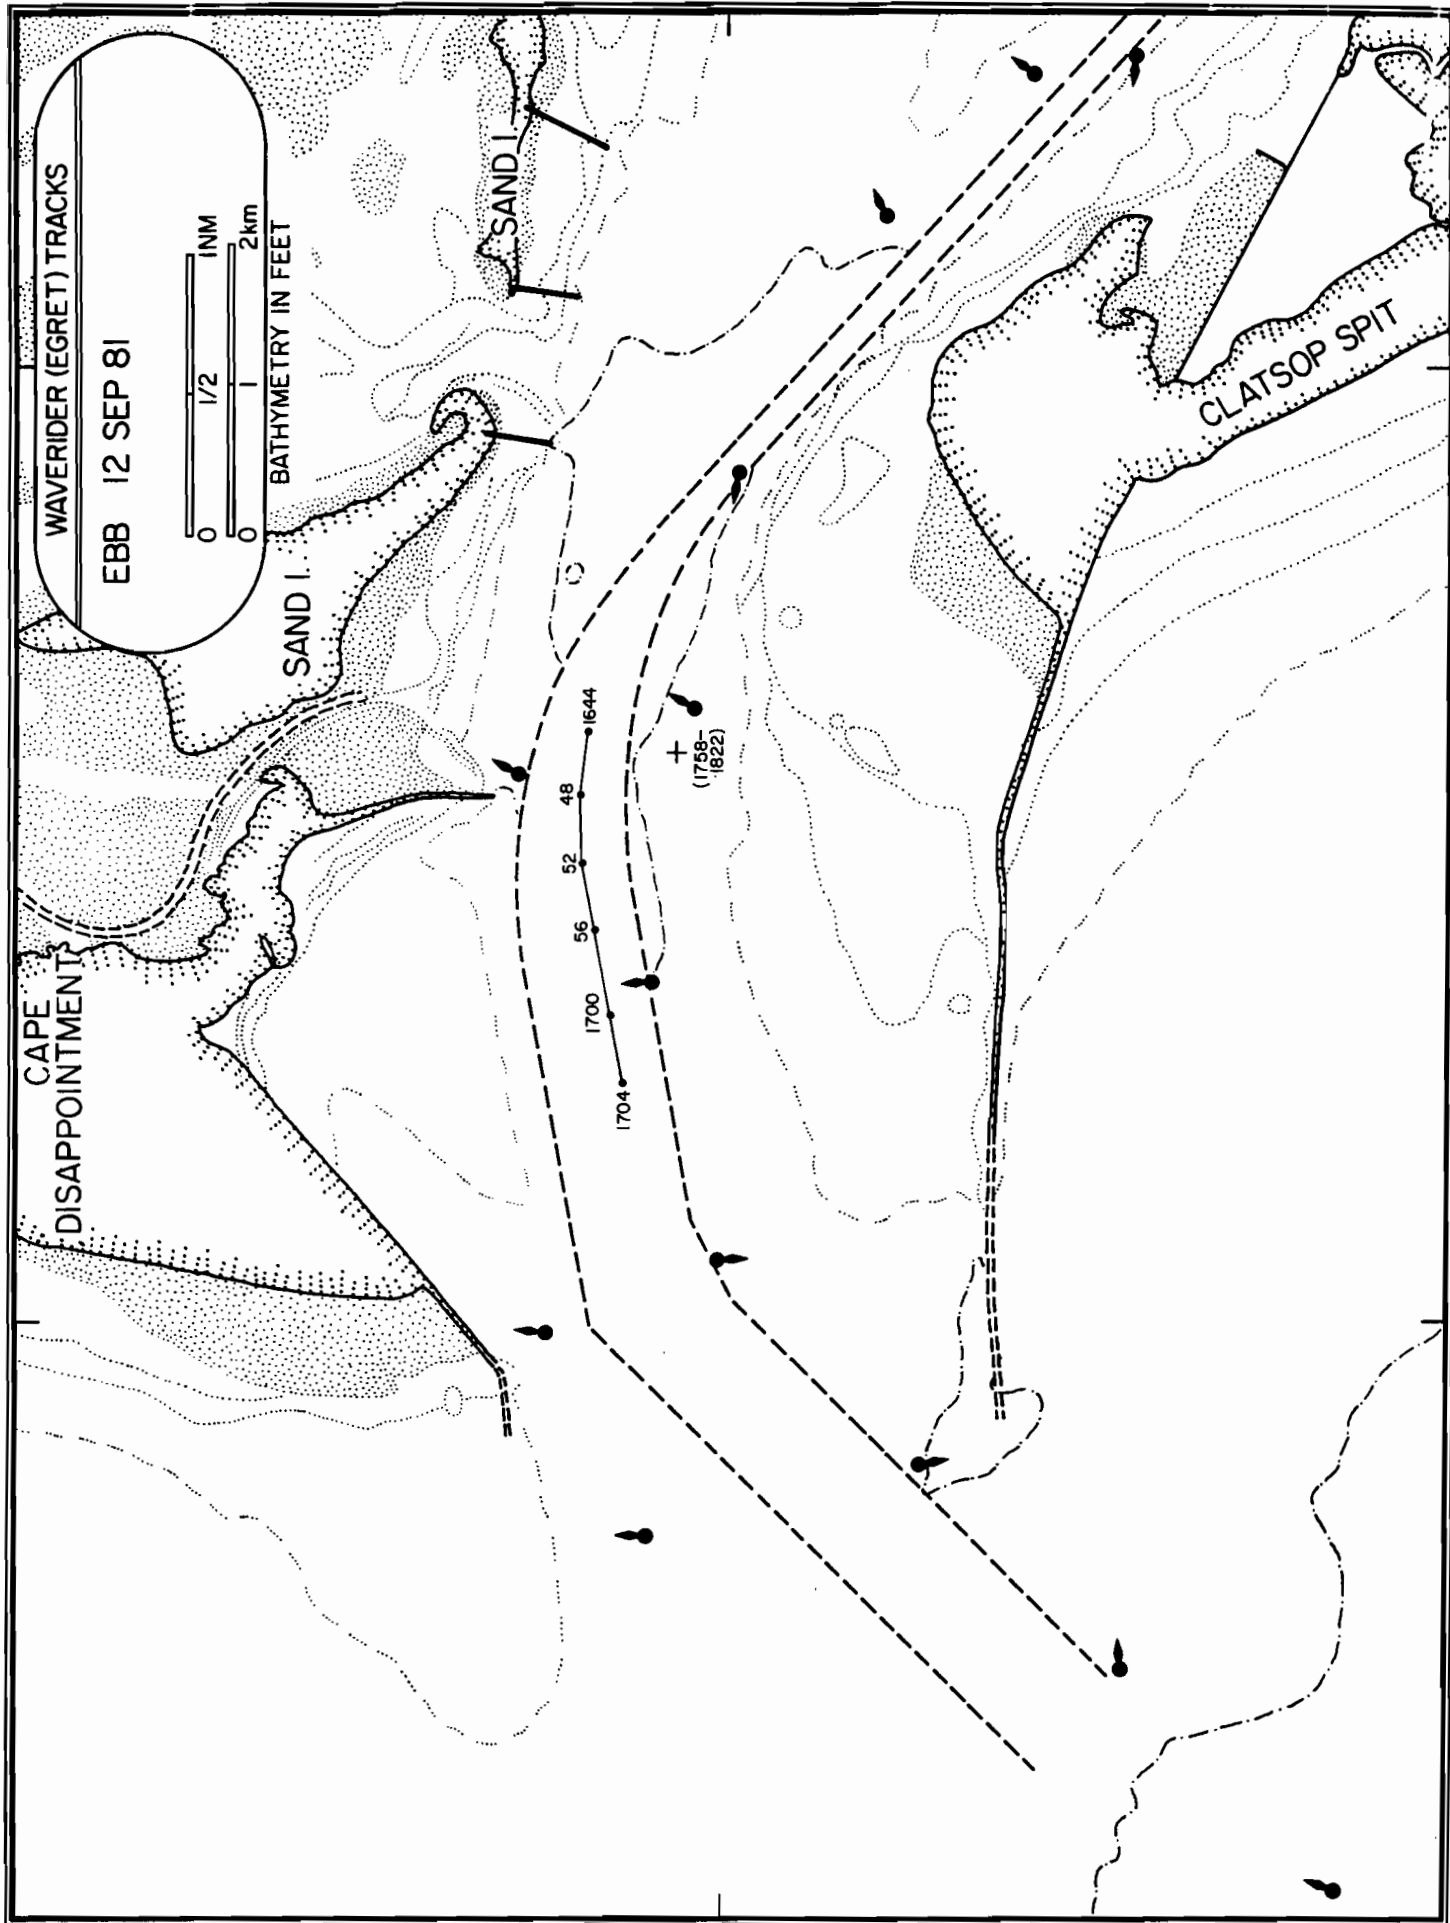 WAVERIDER (EGRET) TRACKS
EBB 12 SEP 81
0 1/2 1NM
0 1 2km
BATHYMETRY IN FEET
CAPE
DISAPPOINTMENT
SAND I.
SAND I.
1704
1700
56
52
48
1644
(1758-
1822)
CLATSOP SPIT